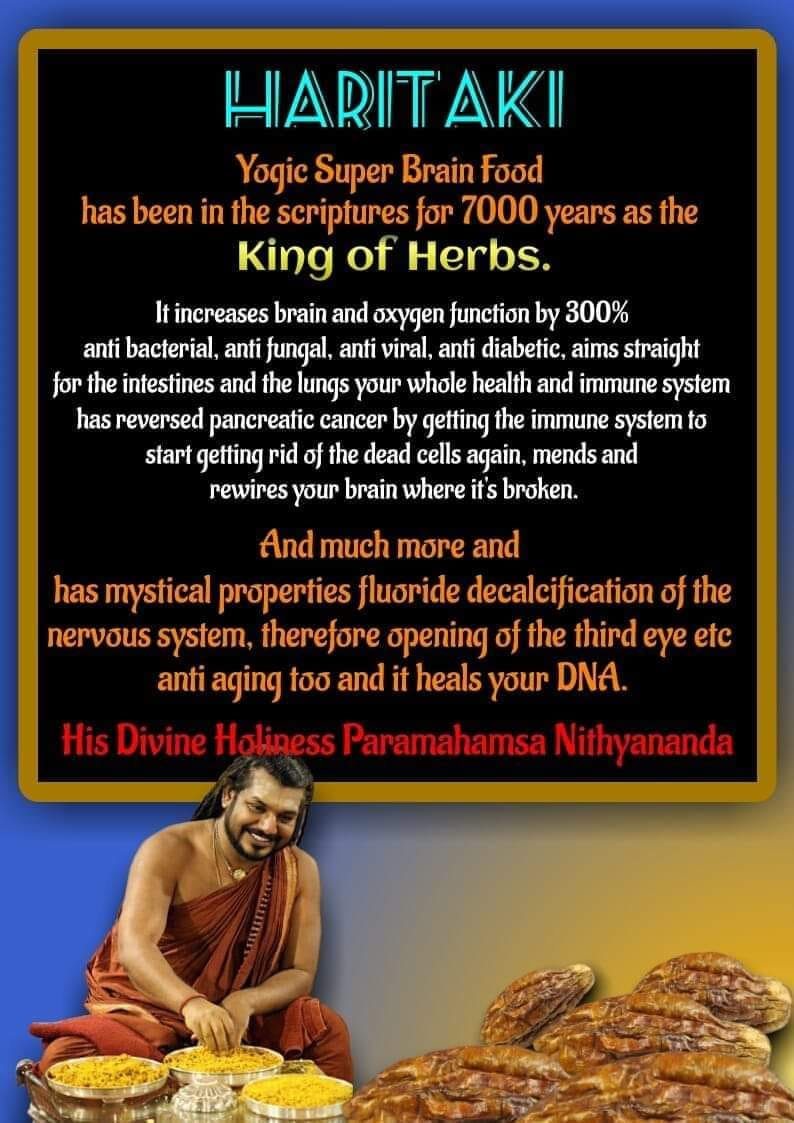 HARITAKI
Yogic Super Brain Food
has been in the scriptures for 7000 years as the
King of Herbs.
It increases brain and oxygen function by 300%
anti bacterial, anti fungal, anti viral, anti diabetic, aims straight
for the intestines and the lungs your whole health and immune system
has reversed pancreatic cancer by getting the immune system to
start getting rid of the dead cells again, mends and
rewires your brain where it's broken.
And much more and
has mystical properties fluoride decalcification of the
nervous system, therefore opening of the third eye etc
anti aging too and it heals your DNA.
His Divine Holiness Paramahamsa Nithyananda